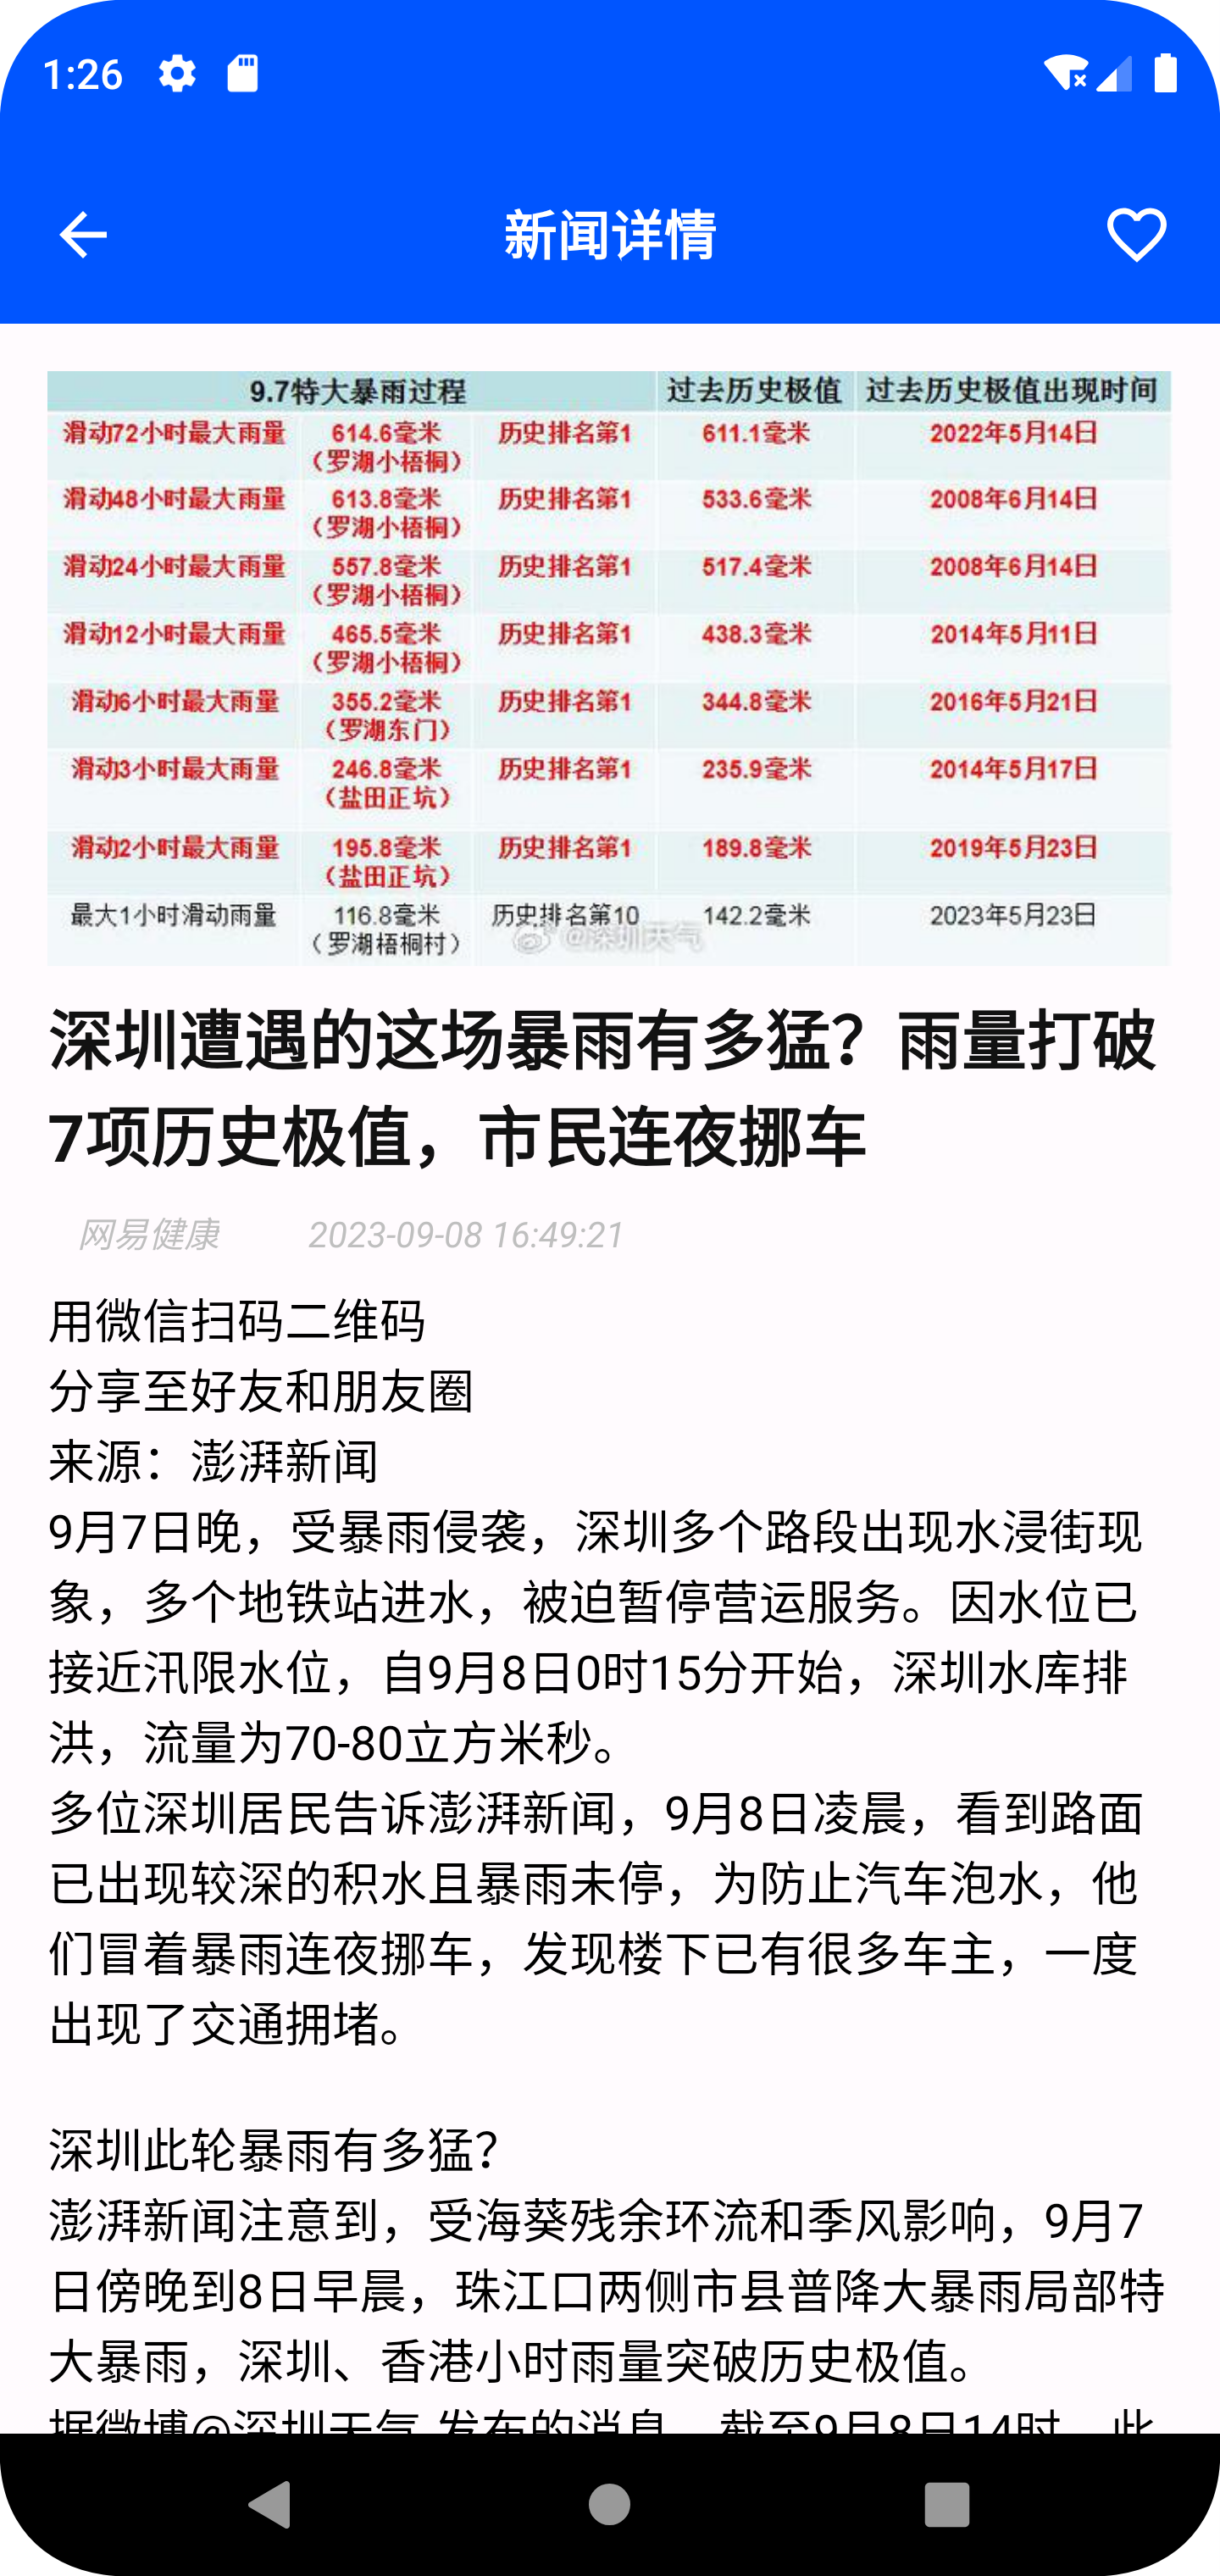 1:26
新闻详情
9.7特大暴雨过程 过去历史极值 过去历史极值出现时间
滑动72小时最大雨量 614.6毫米 历史排名第1 611.1毫米 2022年5月14日
（罗湖小梧桐）
滑动48小时最大雨量 613.8毫米 历史排名第1 533.6毫米 2008年6月14日
（罗湖小梧桐）
滑动24小时最大雨量 557.8毫米 历史排名第1 517.4毫米 2008年6月14日
（罗湖小梧桐）
滑动12小时最大雨量 465.5毫米 历史排名第1 438.3毫米 2014年5月11日
（罗湖小梧桐）
滑动6小时最大雨量 355.2毫米 历史排名第1 344.8毫米 2016年5月21日
（罗湖东门）
滑动3小时最大雨量 246.8毫米 历史排名第1 235.9毫米 2014年5月17日
（盐田正坑）
滑动2小时最大雨量 195.8毫米 历史排名第1 189.8毫米 2019年5月23日
（盐田正坑）
最大1小时滑动雨量 116.8毫米 历史排名第10 142.2毫米 2023年5月23日
（罗湖梧桐村）
@深圳天气
深圳遭遇的这场暴雨有多猛？雨量打破
7项历史极值，市民连夜挪车
网易健康 2023-09-08 16:49:21
用微信扫码二维码
分享至好友和朋友圈
来源：澎湃新闻
9月7日晚，受暴雨侵袭，深圳多个路段出现水浸街现
象，多个地铁站进水，被迫暂停营运服务。因水位已
接近汛限水位，自9月8日0时15分开始，深圳水库排
洪，流量为70-80立方米秒。
多位深圳居民告诉澎湃新闻，9月8日凌晨，看到路面
已出现较深的积水且暴雨未停，为防止汽车泡水，他
们冒着暴雨连夜挪车，发现楼下已有很多车主，一度
出现了交通拥堵。
深圳此轮暴雨有多猛？
澎湃新闻注意到，受海葵残余环流和季风影响，9月7
日傍晚到8日早晨，珠江口两侧市县普降大暴雨局部特
大暴雨，深圳、香港小时雨量突破历史极值。
据微博@深圳天气 发布的消息，截至9月8日14时，此